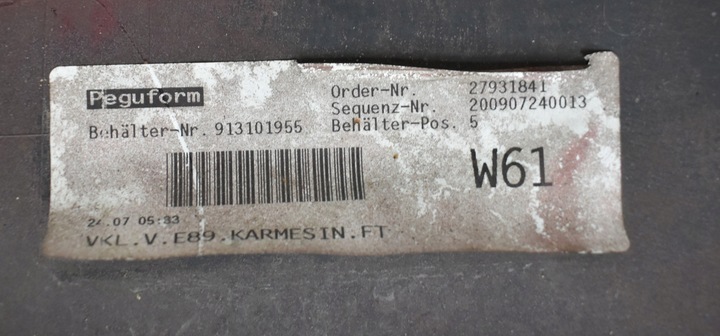 Peguform
Order-Nr. 27931841
Sequenz-Nr. 200907240013
Behälter-Nr. 913101955 Behälter-Pos. 5
W61
24.07 05:33
VKL.V.E89.KARMESIN.FT